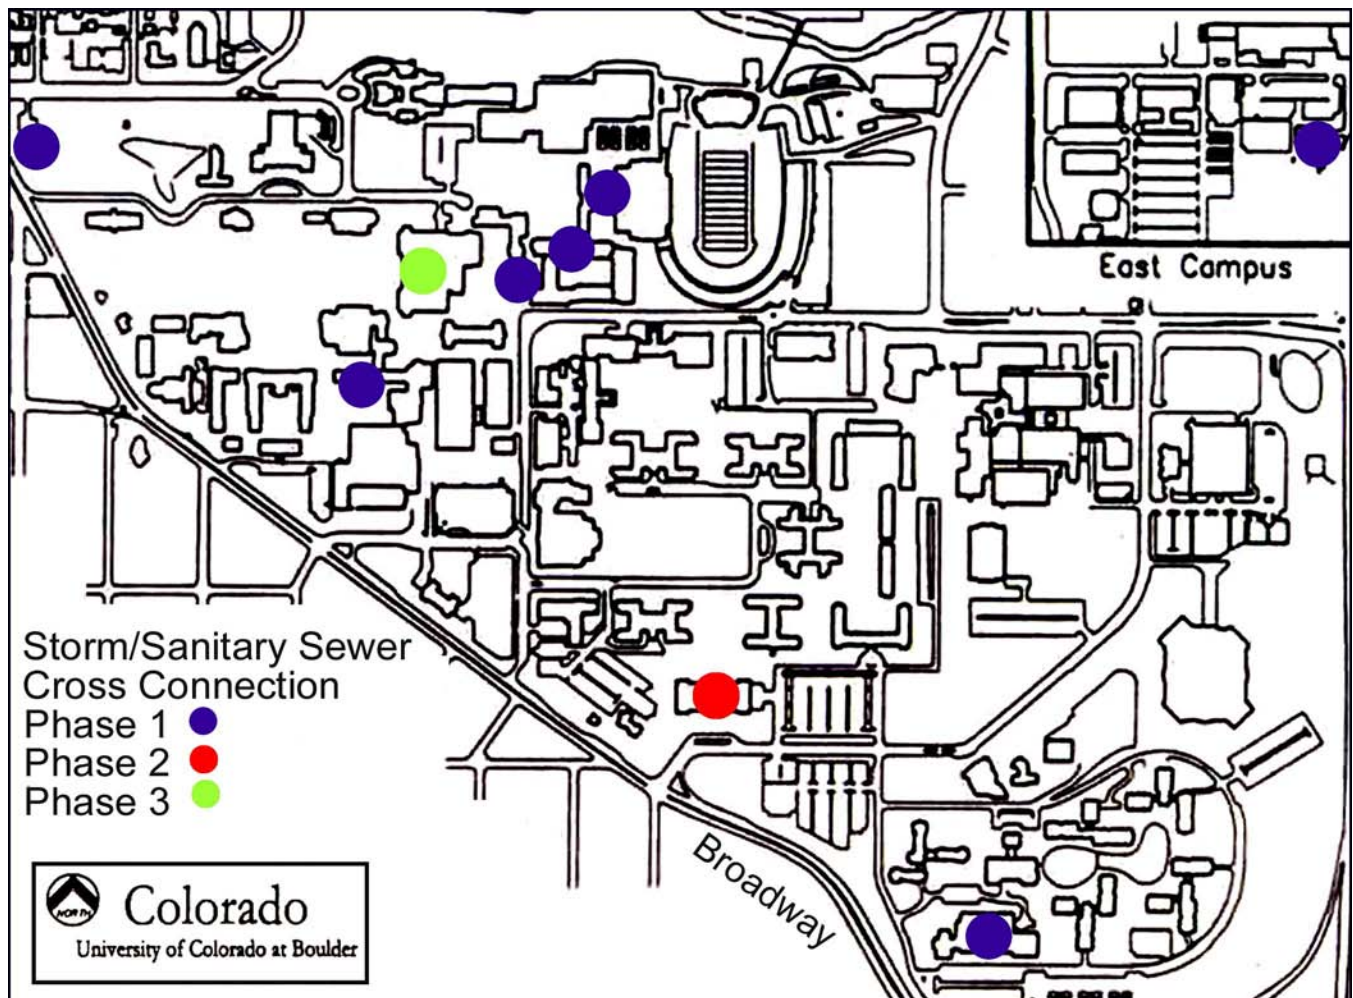 East Campus
Storm/Sanitary Sewer
Cross Connection
Phase 1
Phase 2
Phase 3
Broadway
NORTH
Colorado
University of Colorado at Boulder